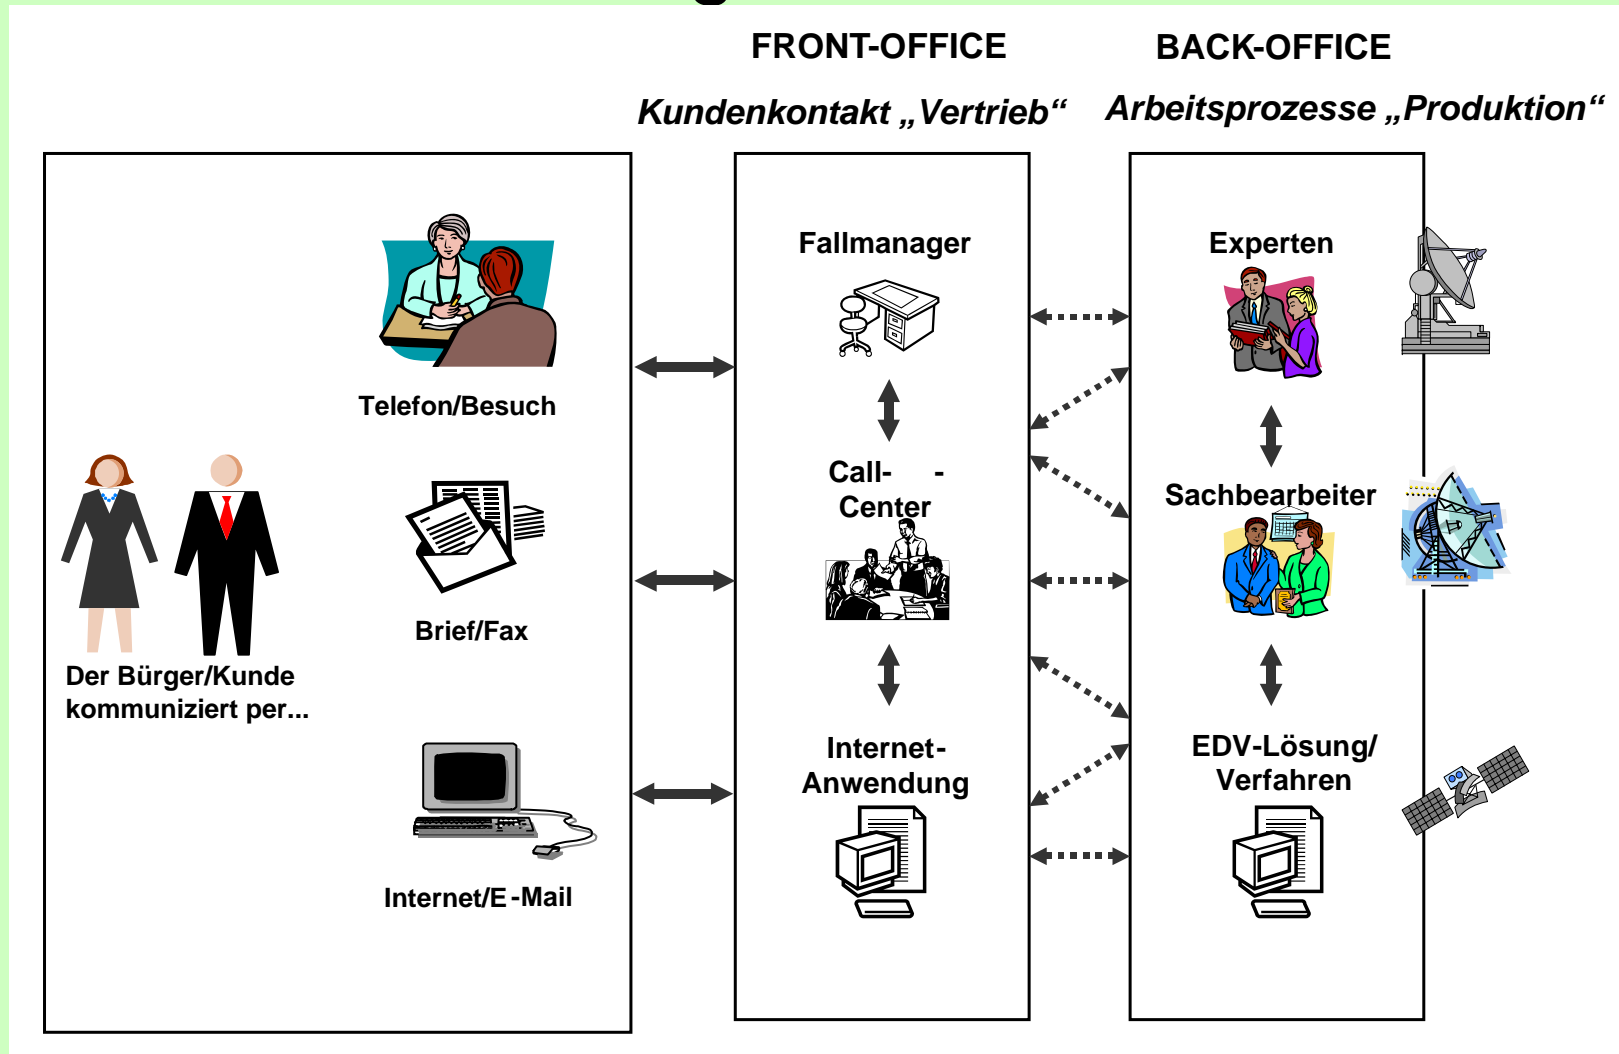 FRONT-OFFICE
BACK-OFFICE
Kundenkontakt „Vertrieb“
Arbeitsprozesse „Produktion“
Telefon/Besuch
Brief/Fax
Der Bürger/Kunde
kommuniziert per...
Internet/E-Mail
Fallmanager
Call- -
Center
Internet-
Anwendung
Experten
Sachbearbeiter
EDV-Lösung/
Verfahren